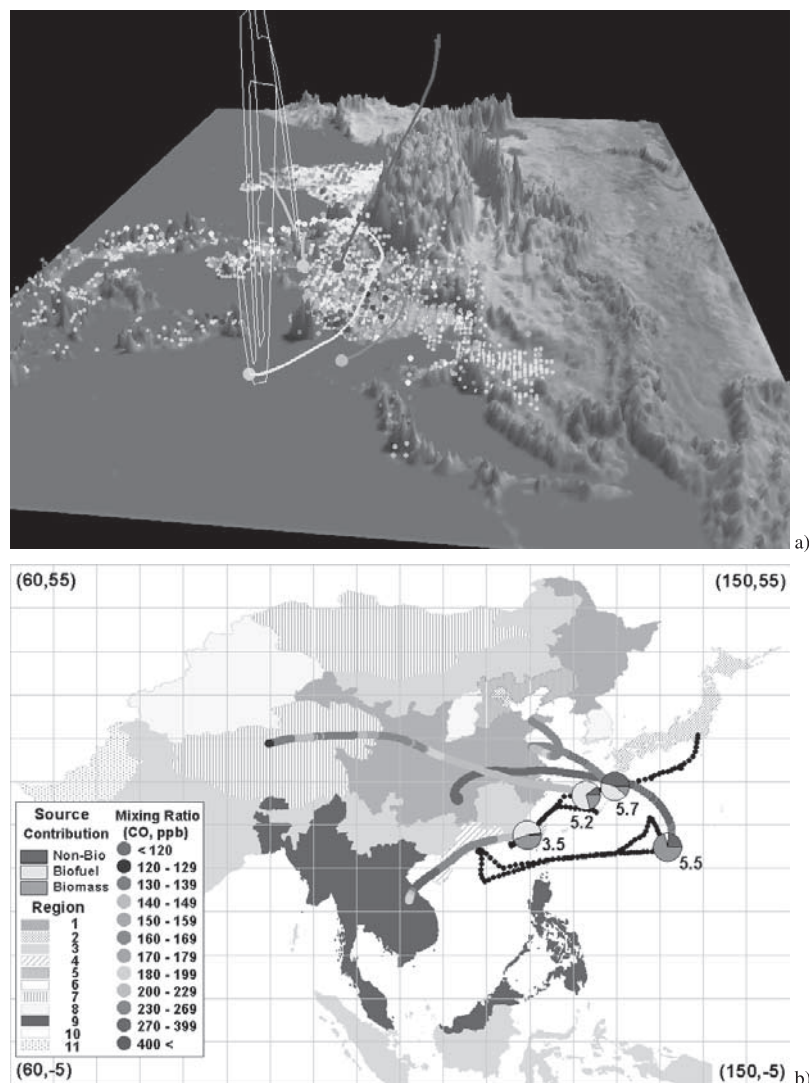 a)
(60,55)
(150,55)
5.7
5.2
3.5
5.5
Source
Contribution
Non-Bio
Biofuel
Biomass
Region
1
2
3
4
5
6
7
8
9
10
11
Mixing Ratio
(CO, ppb)
< 120
120 - 129
130 - 139
140 - 149
150 - 159
160 - 169
170 - 179
180 - 199
200 - 229
230 - 269
270 - 399
400 <
(60,-5)
(150,-5)
b)